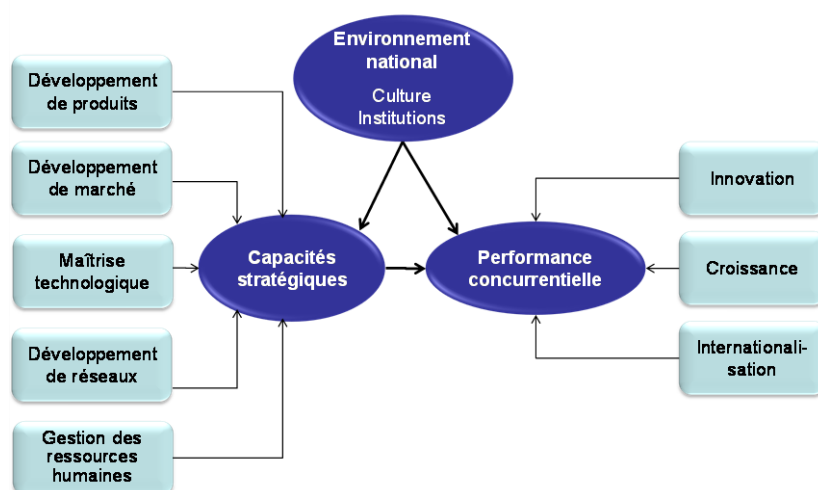 Environnement
national
Culture
Institutions
Développement
de produits
Développement
de marché
Maîtrise
technologique
Développement
de réseaux
Gestion des
ressources
humaines
Capacités
stratégiques
Performance
concurrentielle
Innovation
Croissance
Internationali-
sation